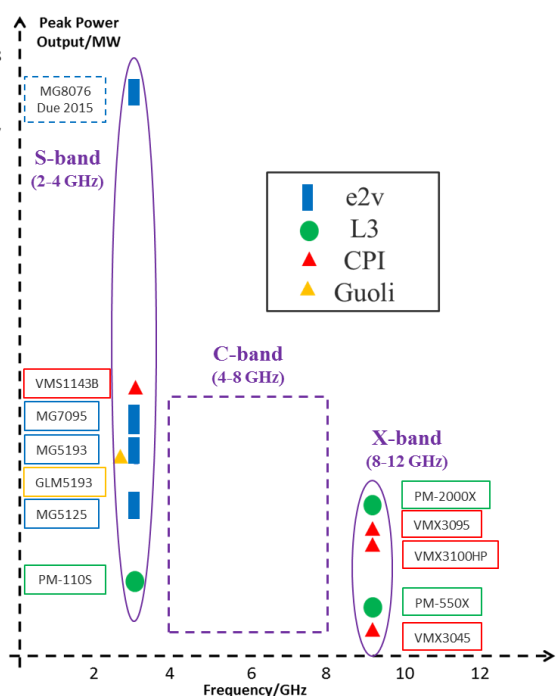 Peak Power
Output/MW
MG8076
Due 2015
S-band
(2-4 GHz)
e2v
L3
CPI
Guoli
C-band
(4-8 GHz)
VMS1143B
MG7095
MG5193
GLM5193
MG5125
PM-110S
X-band
(8-12 GHz)
PM-2000X
VMX3095
VMX3100HP
PM-550X
VMX3045
2
4
6
8
10
12
Frequency/GHz